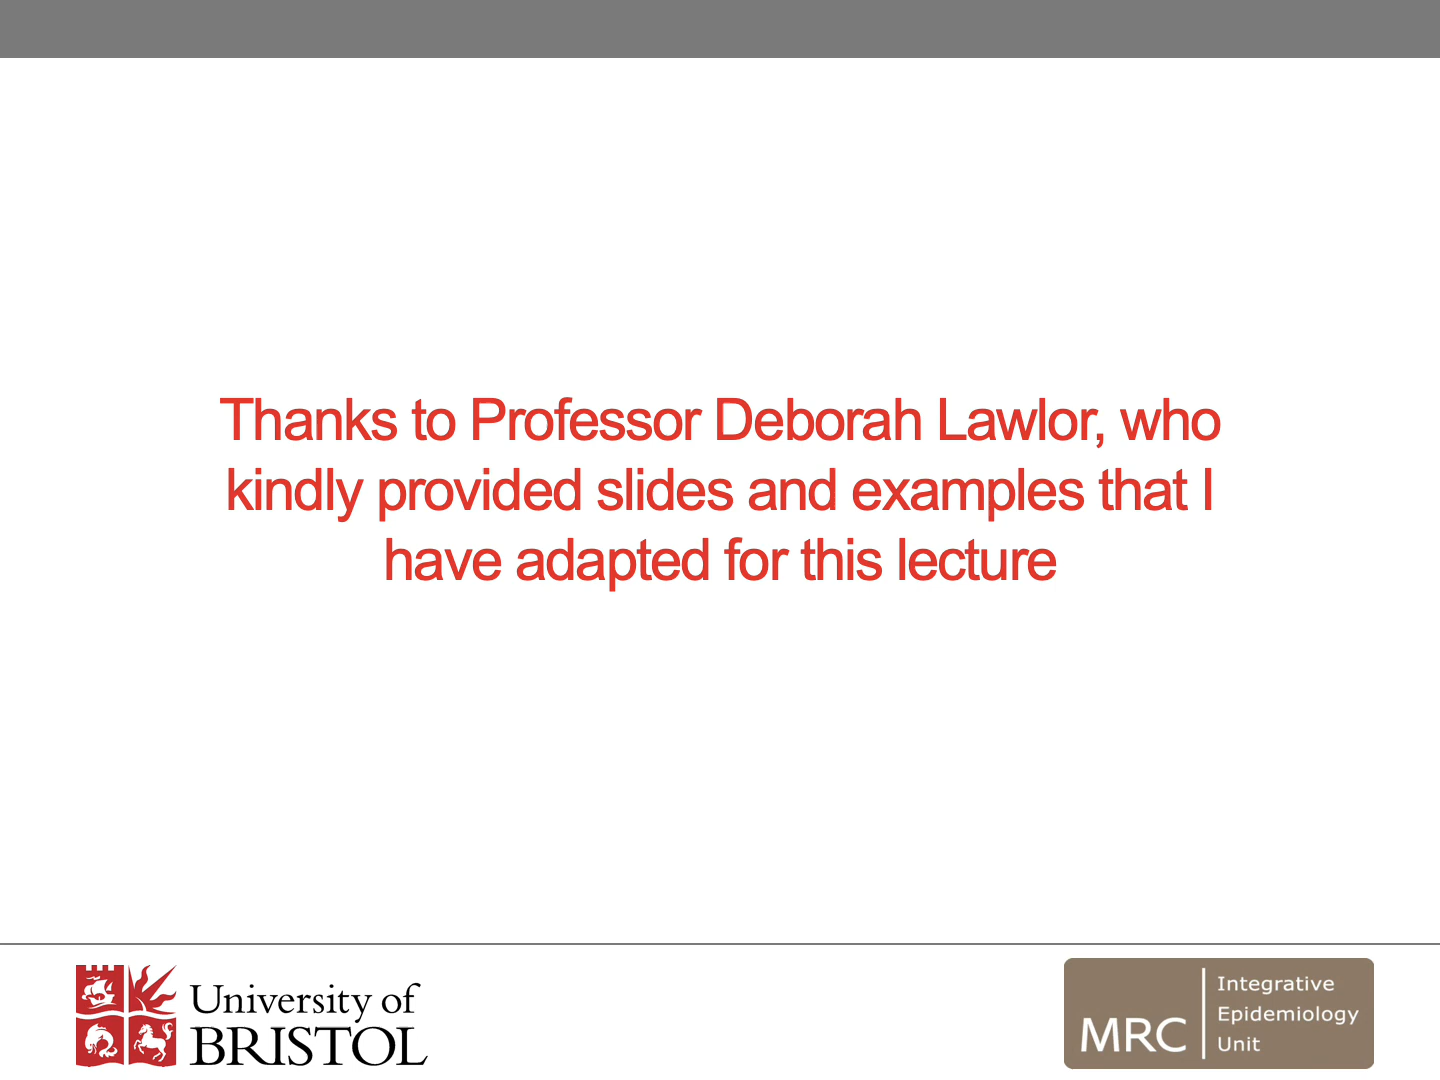 Thanks to Professor Deborah Lawlor, who
kindly provided slides and examples that I
have adapted for this lecture
University of
BRISTOL
MRC
Integrative
Epidemiology
Unit